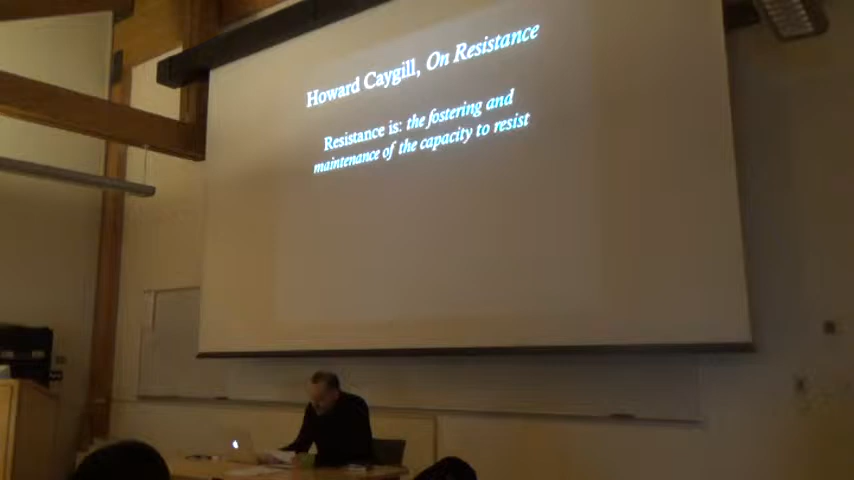 Howard Caygill, On Resistance
Resistance is: the fostering and
maintenance of the capacity to resist